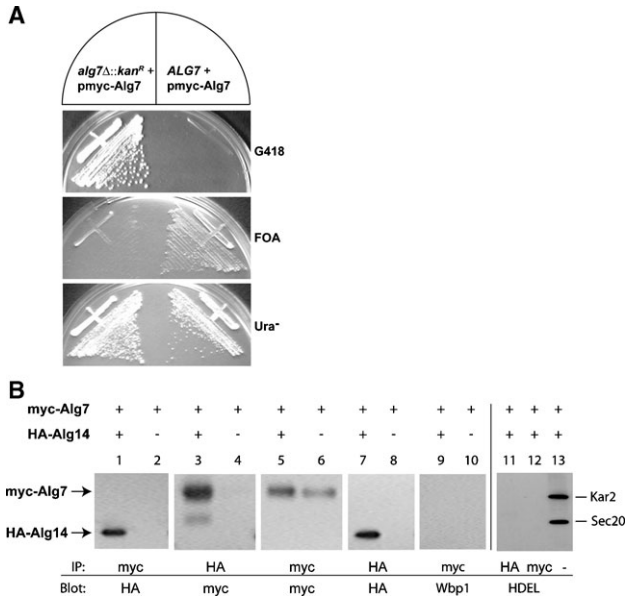 A
alg7Δ::kanᴿ + ALG7 +
pmyc-Alg7 pmyc-Alg7
G418
FOA
Ura⁻
B
myc-Alg7 + + + + + + + + + + + + +
HA-Alg14 + - + - + - + - + - + + +
1 2 3 4 5 6 7 8 9 10 11 12 13
myc-Alg7 Kar2
Sec20
HA-Alg14
IP: myc HA myc HA myc HA myc -
Blot: HA myc myc HA Wbp1 HDEL